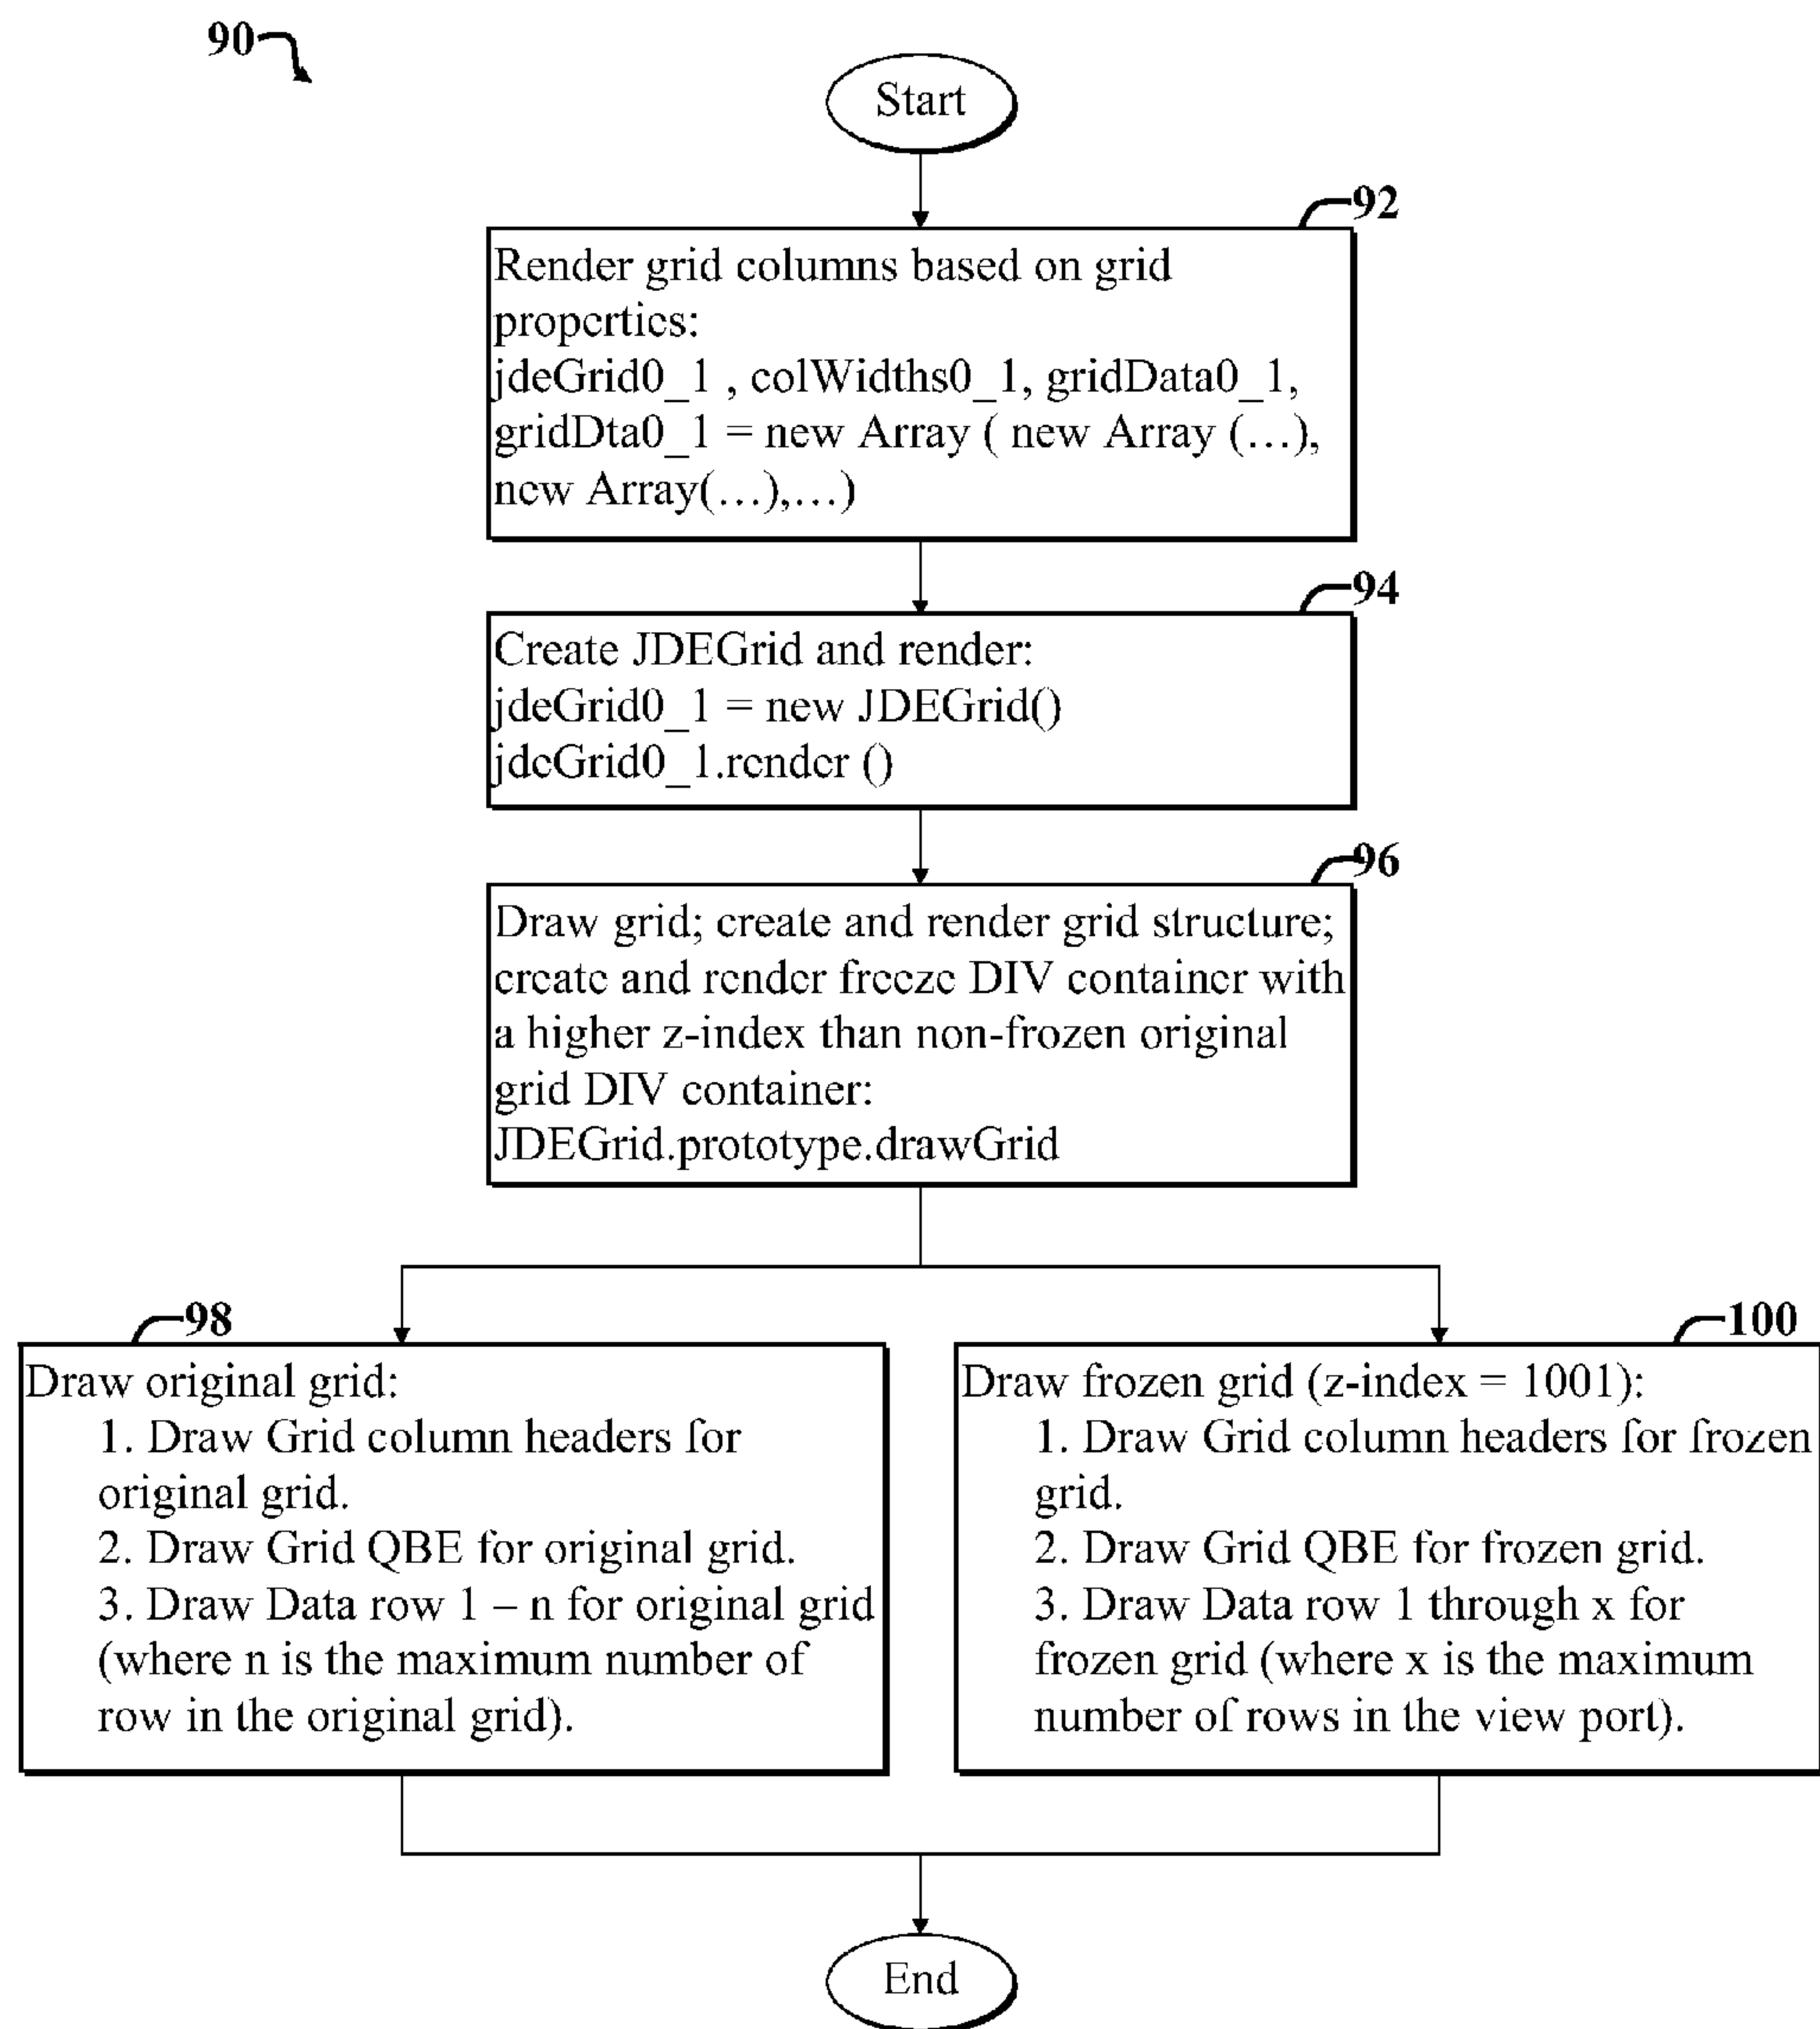 90
Start
92
Render grid columns based on grid
properties:
jdeGrid0_1 , colWidths0_1, gridData0_1,
gridDta0_1 = new Array ( new Array (…),
new Array(…),…)
94
Create JDEGrid and render:
jdeGrid0_1 = new JDEGrid()
jdeGrid0_1.render ()
96
Draw grid; create and render grid structure;
create and render freeze DIV container with
a higher z-index than non-frozen original
grid DIV container:
JDEGrid.prototype.drawGrid
98
Draw original grid:
1. Draw Grid column headers for
original grid.
2. Draw Grid QBE for original grid.
3. Draw Data row 1 – n for original grid
(where n is the maximum number of
row in the original grid).
100
Draw frozen grid (z-index = 1001):
1. Draw Grid column headers for frozen
grid.
2. Draw Grid QBE for frozen grid.
3. Draw Data row 1 through x for
frozen grid (where x is the maximum
number of rows in the view port).
End